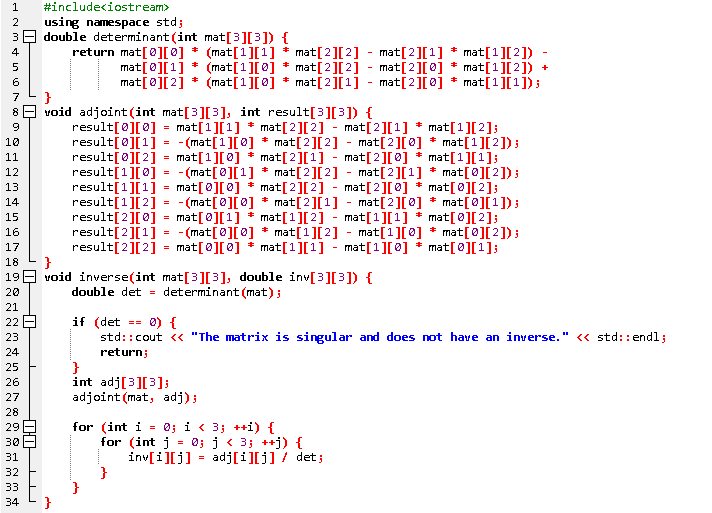 1 #include<iostream>
2 using namespace std;
3 double determinant(int mat[3][3]) {
4 return mat[0][0] * (mat[1][1] * mat[2][2] - mat[2][1] * mat[1][2]) -
5 mat[0][1] * (mat[1][0] * mat[2][2] - mat[2][0] * mat[1][2]) +
6 mat[0][2] * (mat[1][0] * mat[2][1] - mat[2][0] * mat[1][1]);
7 }
8 void adjoint(int mat[3][3], int result[3][3]) {
9 result[0][0] = mat[1][1] * mat[2][2] - mat[2][1] * mat[1][2];
10 result[0][1] = -(mat[1][0] * mat[2][2] - mat[2][0] * mat[1][2]);
11 result[0][2] = mat[1][0] * mat[2][1] - mat[2][0] * mat[1][1];
12 result[1][0] = -(mat[0][1] * mat[2][2] - mat[2][1] * mat[0][2]);
13 result[1][1] = mat[0][0] * mat[2][2] - mat[2][0] * mat[0][2];
14 result[1][2] = -(mat[0][0] * mat[2][1] - mat[2][0] * mat[0][1]);
15 result[2][0] = mat[0][1] * mat[1][2] - mat[1][1] * mat[0][2];
16 result[2][1] = -(mat[0][0] * mat[1][2] - mat[1][0] * mat[0][2]);
17 result[2][2] = mat[0][0] * mat[1][1] - mat[1][0] * mat[0][1];
18 }
19 void inverse(int mat[3][3], double inv[3][3]) {
20 double det = determinant(mat);
21
22 if (det == 0) {
23 std::cout << "The matrix is singular and does not have an inverse." << std::endl;
24 return;
25 }
26 int adj[3][3];
27 adjoint(mat, adj);
28
29 for (int i = 0; i < 3; ++i) {
30 for (int j = 0; j < 3; ++j) {
31 inv[i][j] = adj[i][j] / det;
32 }
33 }
34 }